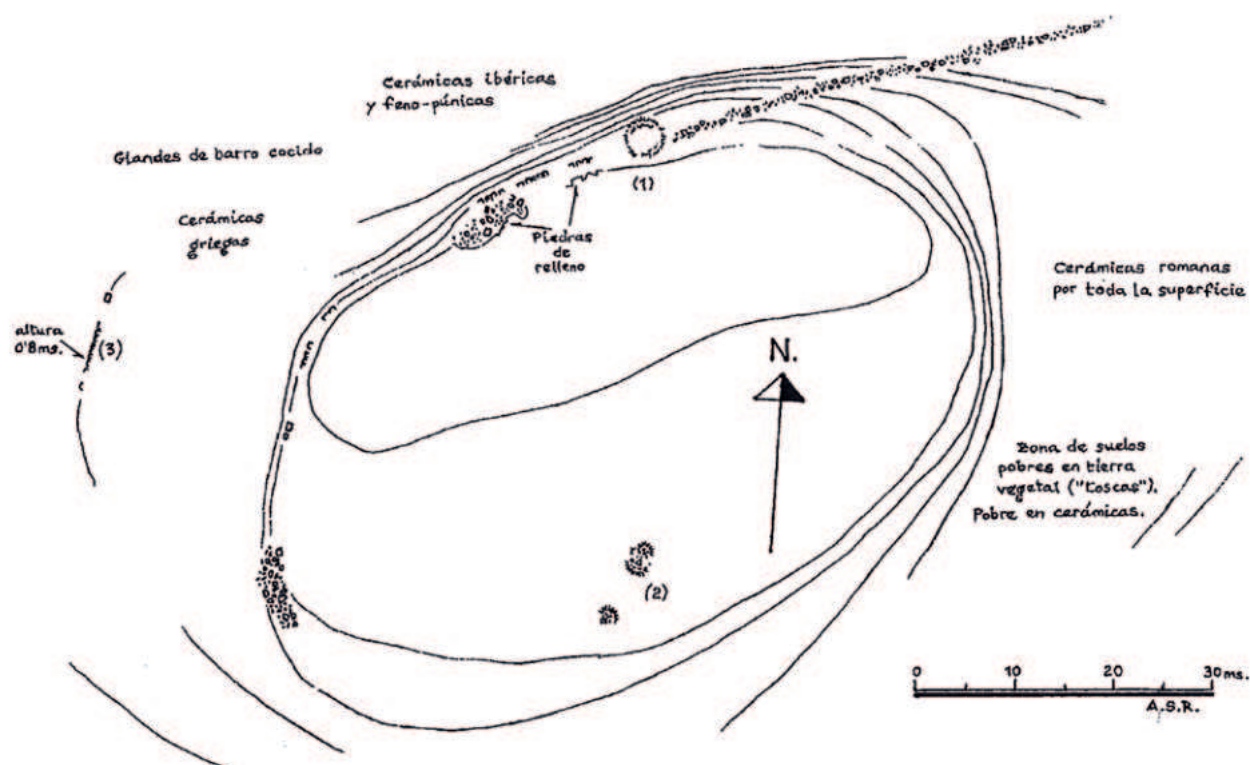 Cerámicas ibéricas
y feno-púnicas
Glandes de barro cocido
Cerámicas
griegas
(1)
Piedras
de
relleno
Cerámicas romanas
por toda la superficie
altura
0'8ms.
(3)
N.
Zona de suelos
pobres en tierra
vegetal ("toscas").
Pobre en cerámicas.
(2)
0 10 20 30ms.
A.S.R.